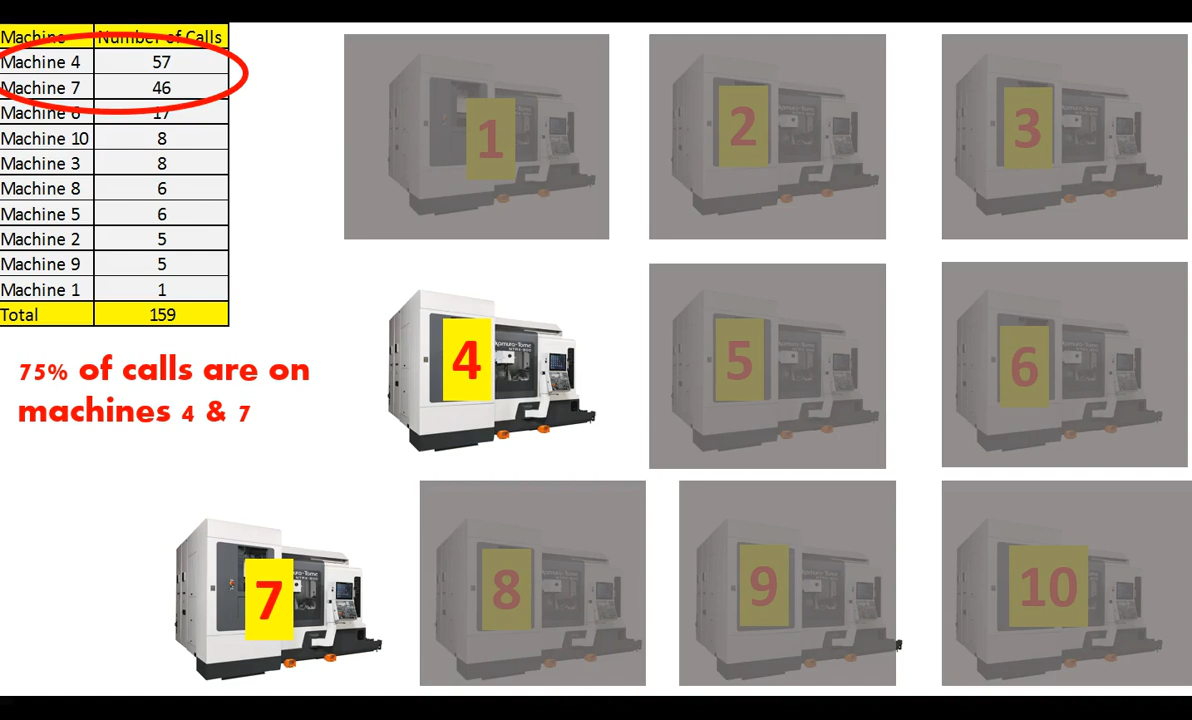 Machine Number of Calls
Machine 4 57
Machine 7 46
Machine 6 17
Machine 10 8
Machine 3 8
Machine 8 6
Machine 5 6
Machine 2 5
Machine 9 5
Machine 1 1
Total 159
75% of calls are on
machines 4 & 7
1
2
3
4
5
6
7
8
9
10